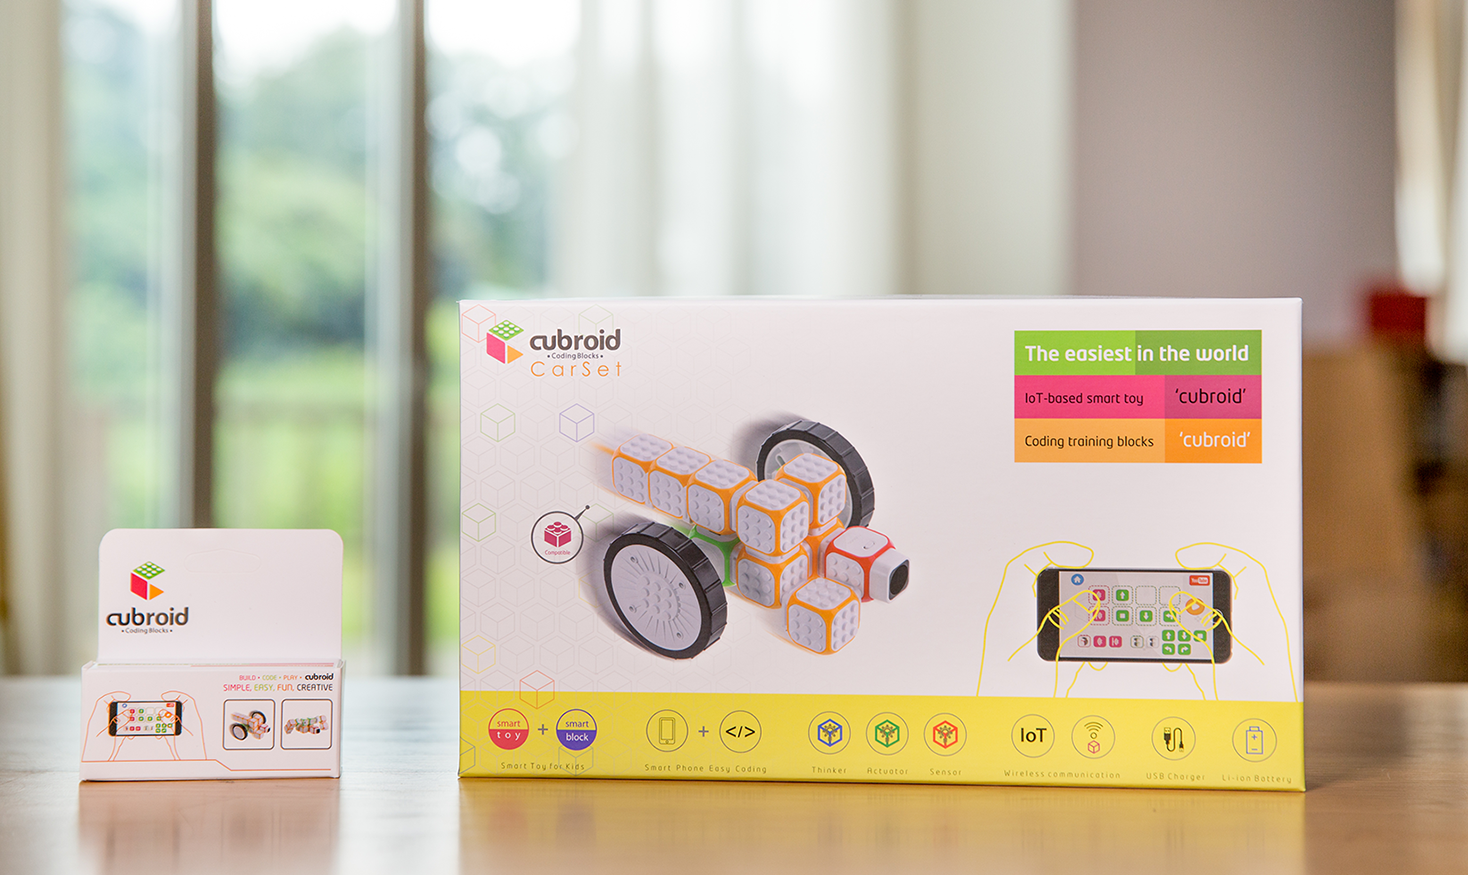 cubroid
• Coding Blocks •
BUILD • CODE • PLAY • cubroid
SIMPLE, EASY, FUN, CREATIVE
cubroid
• Coding Blocks •
CarSet
The easiest in the world
IoT-based smart toy 'cubroid'
Coding training blocks 'cubroid'
Compatible
YouTube
smart toy + smart block
Smart Toy for Kids
+ </>
Smart Phone Easy Coding
Thinker
Actuator
Sensor
IoT
Wireless communication
USB Charger
Li-ion Battery